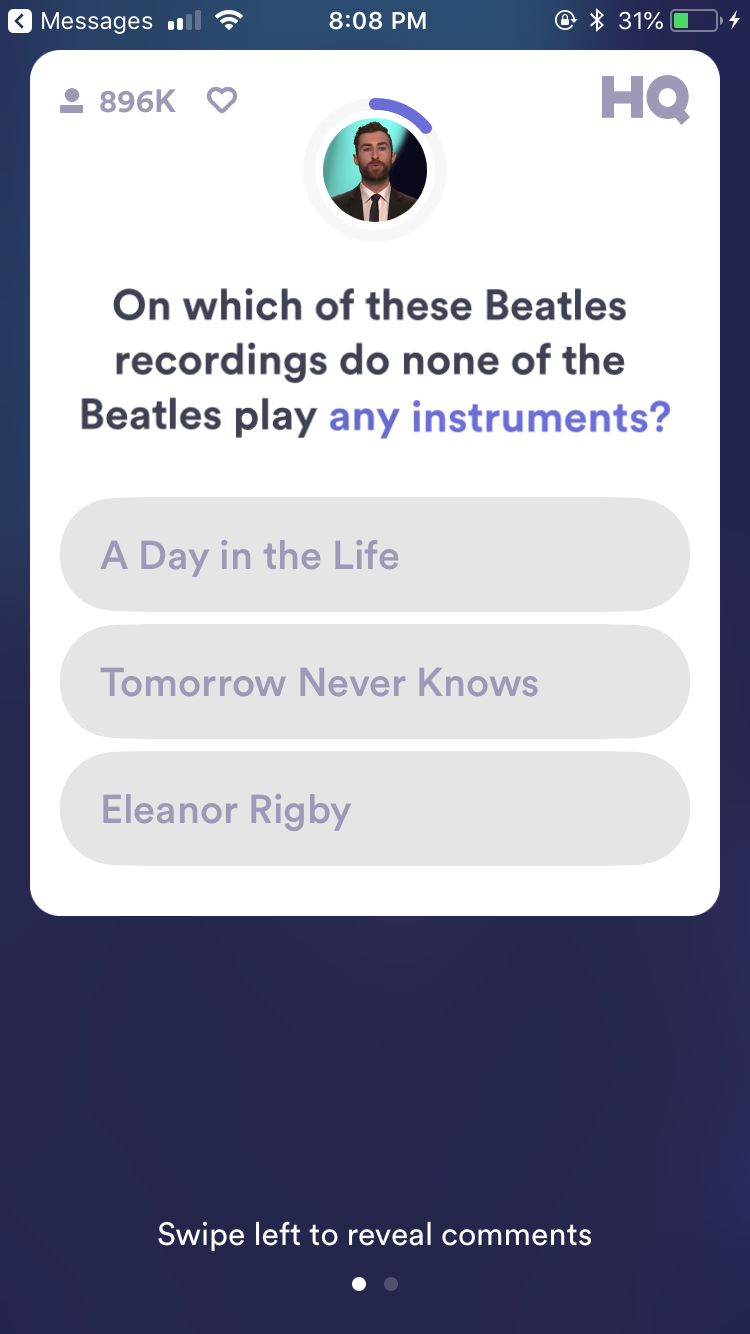 Messages 8:08 PM 31%
896K HQ
On which of these Beatles
recordings do none of the
Beatles play any instruments?
A Day in the Life
Tomorrow Never Knows
Eleanor Rigby
Swipe left to reveal comments